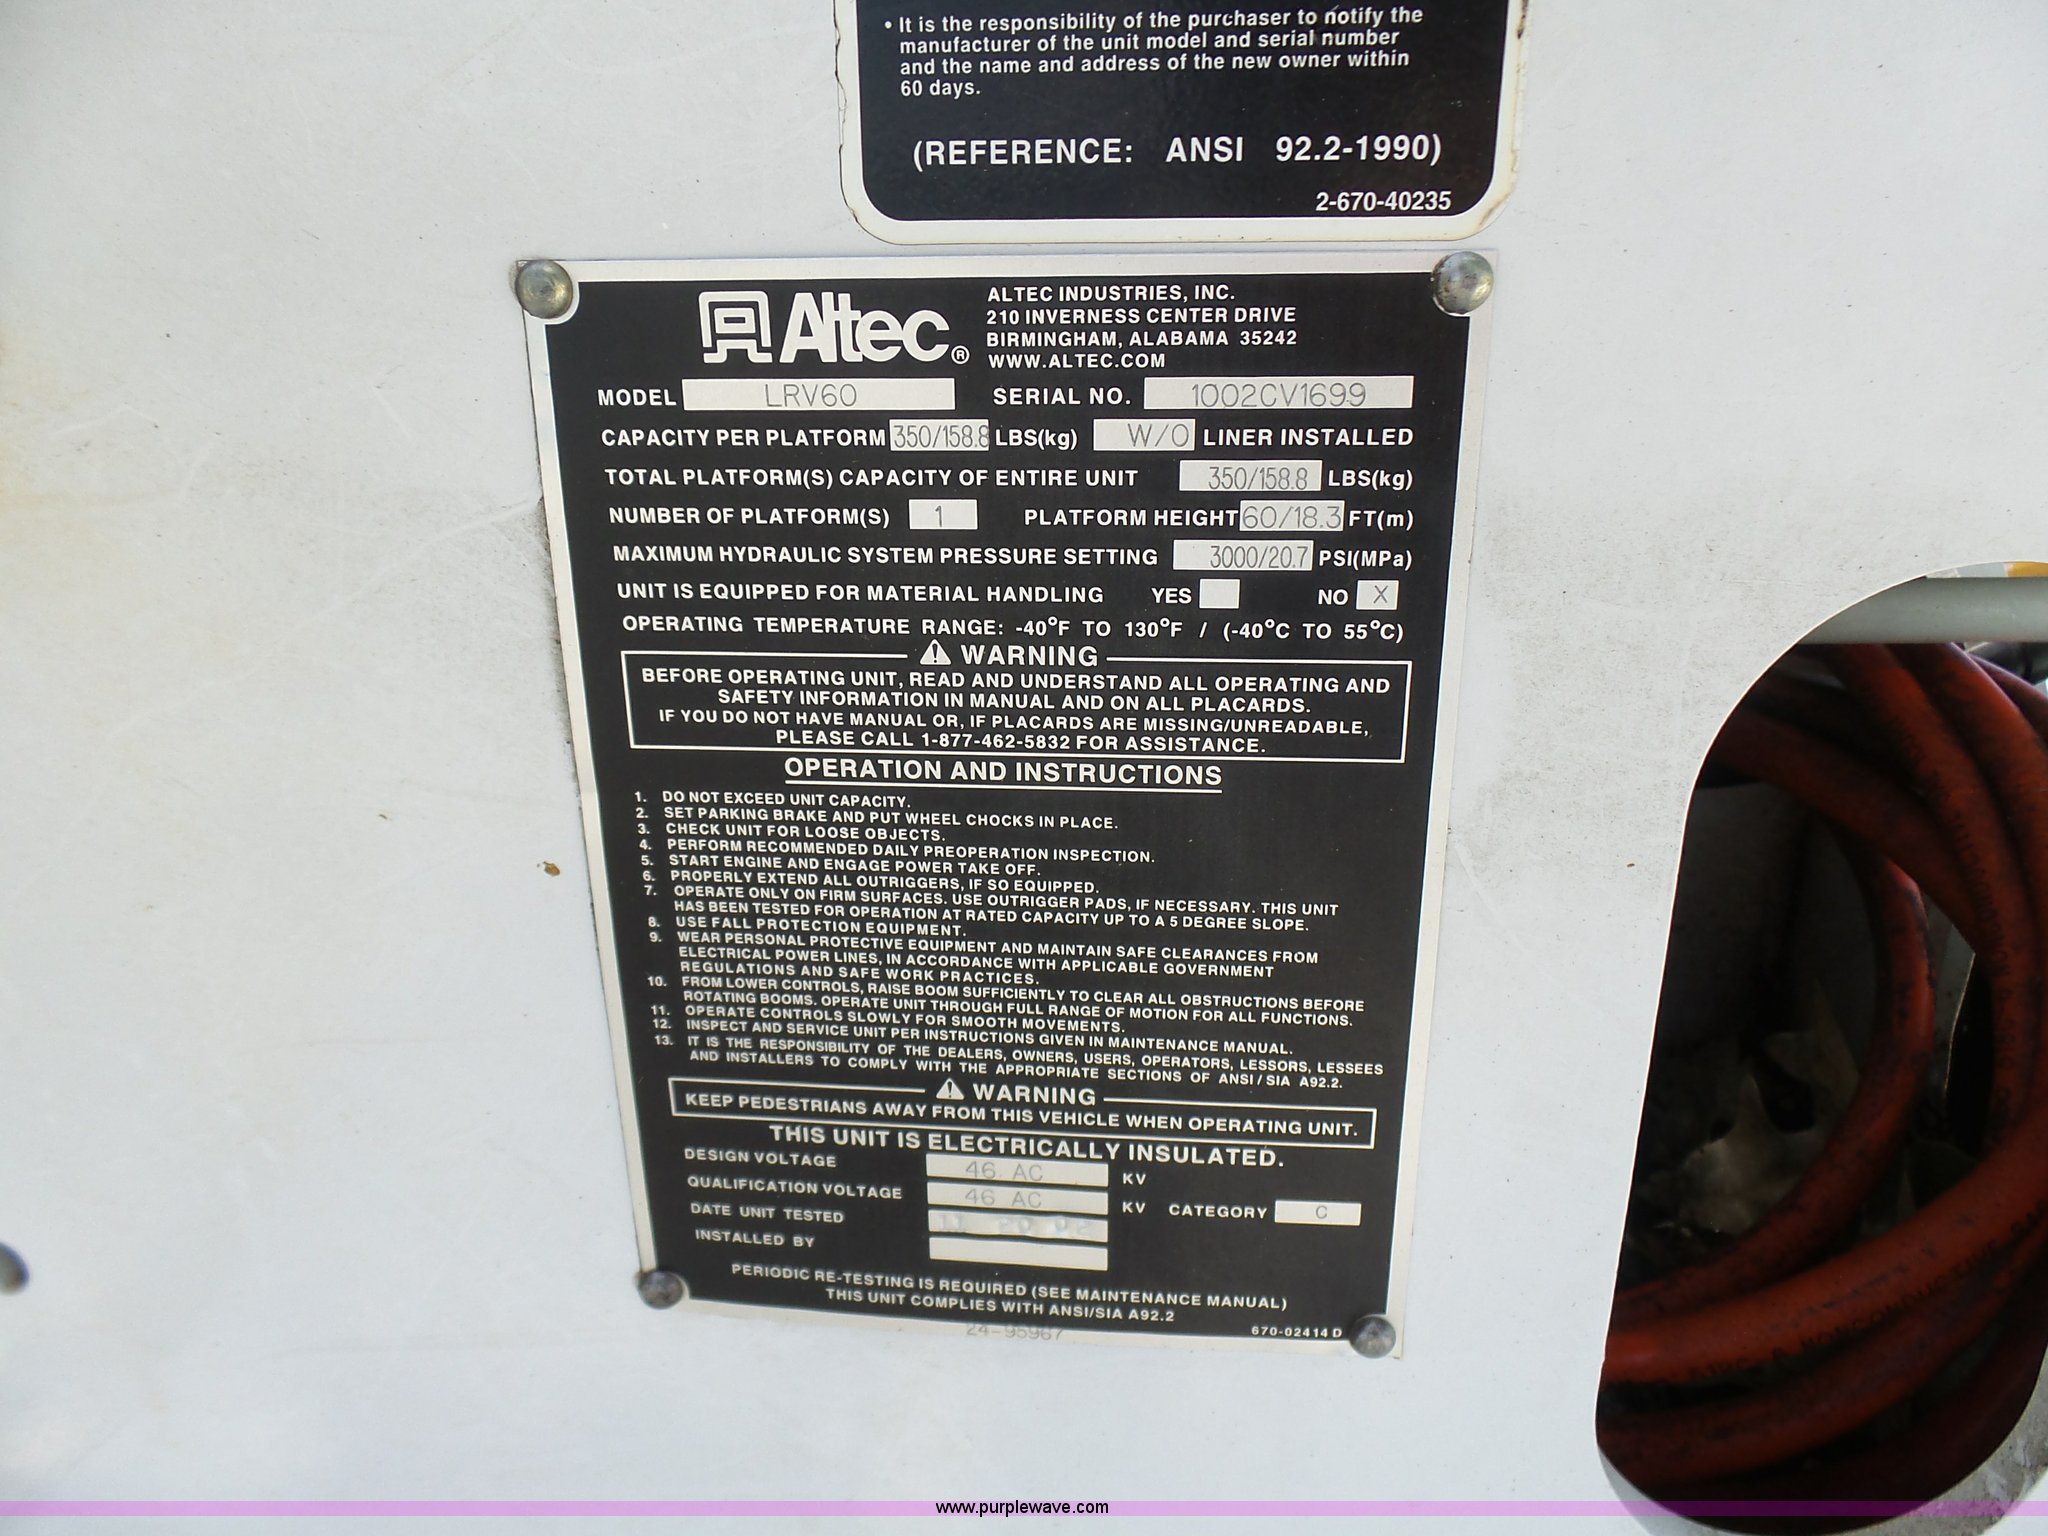 • It is the responsibility of the purchaser to notify the
manufacturer of the unit model and serial number
and the name and address of the new owner within
60 days.
(REFERENCE: ANSI 92.2-1990)
2-670-40235
Altec®
ALTEC INDUSTRIES, INC.
210 INVERNESS CENTER DRIVE
BIRMINGHAM, ALABAMA 35242
WWW.ALTEC.COM
MODEL LRV60 SERIAL NO. 1002CV1699
CAPACITY PER PLATFORM 350/158.8 LBS(kg) W/O LINER INSTALLED
TOTAL PLATFORM(S) CAPACITY OF ENTIRE UNIT 350/158.8 LBS(kg)
NUMBER OF PLATFORM(S) 1 PLATFORM HEIGHT 60/18.3 FT(m)
MAXIMUM HYDRAULIC SYSTEM PRESSURE SETTING 3000/20.7 PSI(MPa)
UNIT IS EQUIPPED FOR MATERIAL HANDLING YES NO X
OPERATING TEMPERATURE RANGE: -40°F TO 130°F / (-40°C TO 55°C)
WARNING
BEFORE OPERATING UNIT, READ AND UNDERSTAND ALL OPERATING AND
SAFETY INFORMATION IN MANUAL AND ON ALL PLACARDS.
IF YOU DO NOT HAVE MANUAL OR, IF PLACARDS ARE MISSING/UNREADABLE,
PLEASE CALL 1-877-462-5832 FOR ASSISTANCE.
OPERATION AND INSTRUCTIONS
1. DO NOT EXCEED UNIT CAPACITY.
2. SET PARKING BRAKE AND PUT WHEEL CHOCKS IN PLACE.
3. CHECK UNIT FOR LOOSE OBJECTS.
4. PERFORM RECOMMENDED DAILY PREOPERATION INSPECTION.
5. START ENGINE AND ENGAGE POWER TAKE OFF.
6. PROPERLY EXTEND ALL OUTRIGGERS, IF SO EQUIPPED.
7. OPERATE ONLY ON FIRM SURFACES. USE OUTRIGGER PADS, IF NECESSARY. THIS UNIT
HAS BEEN TESTED FOR OPERATION AT RATED CAPACITY UP TO A 5 DEGREE SLOPE.
8. USE FALL PROTECTION EQUIPMENT.
9. WEAR PERSONAL PROTECTIVE EQUIPMENT AND MAINTAIN SAFE CLEARANCES FROM
ELECTRICAL POWER LINES, IN ACCORDANCE WITH APPLICABLE GOVERNMENT
REGULATIONS AND SAFE WORK PRACTICES.
10. FROM LOWER CONTROLS, RAISE BOOM SUFFICIENTLY TO CLEAR ALL OBSTRUCTIONS BEFORE
ROTATING BOOMS. OPERATE UNIT THROUGH FULL RANGE OF MOTION FOR ALL FUNCTIONS.
11. OPERATE CONTROLS SLOWLY FOR SMOOTH MOVEMENTS.
12. INSPECT AND SERVICE UNIT PER INSTRUCTIONS GIVEN IN MAINTENANCE MANUAL.
13. IT IS THE RESPONSIBILITY OF THE DEALERS, OWNERS, USERS, OPERATORS, LESSORS, LESSEES
AND INSTALLERS TO COMPLY WITH THE APPROPRIATE SECTIONS OF ANSI / SIA A92.2.
WARNING
KEEP PEDESTRIANS AWAY FROM THIS VEHICLE WHEN OPERATING UNIT.
THIS UNIT IS ELECTRICALLY INSULATED.
DESIGN VOLTAGE 46 AC KV
QUALIFICATION VOLTAGE 46 AC KV CATEGORY C
DATE UNIT TESTED 11 20 02
INSTALLED BY
PERIODIC RE-TESTING IS REQUIRED (SEE MAINTENANCE MANUAL)
THIS UNIT COMPLIES WITH ANSI/SIA A92.2
24-95967
670-02414 D
www.purplewave.com